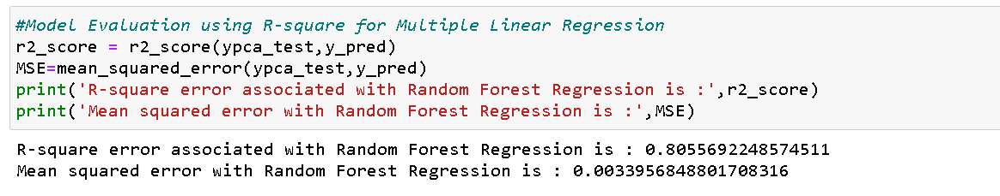 #Model Evaluation using R-square for Multiple Linear Regression
r2_score = r2_score(ypca_test,y_pred)
MSE=mean_squared_error(ypca_test,y_pred)
print('R-square error associated with Random Forest Regression is :',r2_score)
print('Mean squared error with Random Forest Regression is :',MSE)
R-square error associated with Random Forest Regression is : 0.8055692248574511
Mean squared error with Random Forest Regression is : 0.0033956848801708316